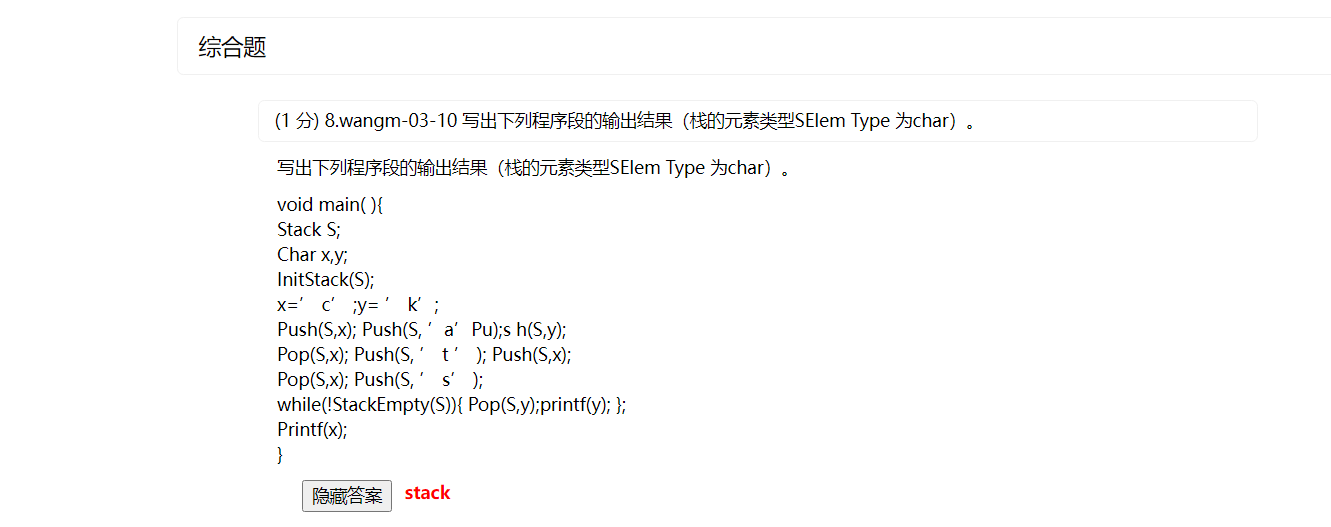 综合题
(1 分) 8.wangm-03-10 写出下列程序段的输出结果（栈的元素类型SElem Type 为char）。
写出下列程序段的输出结果（栈的元素类型SElem Type 为char）。
void main( ){
Stack S;
Char x,y;
InitStack(S);
x=’ c’ ;y= ’ k’ ;
Push(S,x); Push(S, ’a’ Pu);s h(S,y);
Pop(S,x); Push(S, ’ t ’ ); Push(S,x);
Pop(S,x); Push(S, ’ s’ );
while(!StackEmpty(S)){ Pop(S,y);printf(y); };
Printf(x);
}
隐藏答案 stack